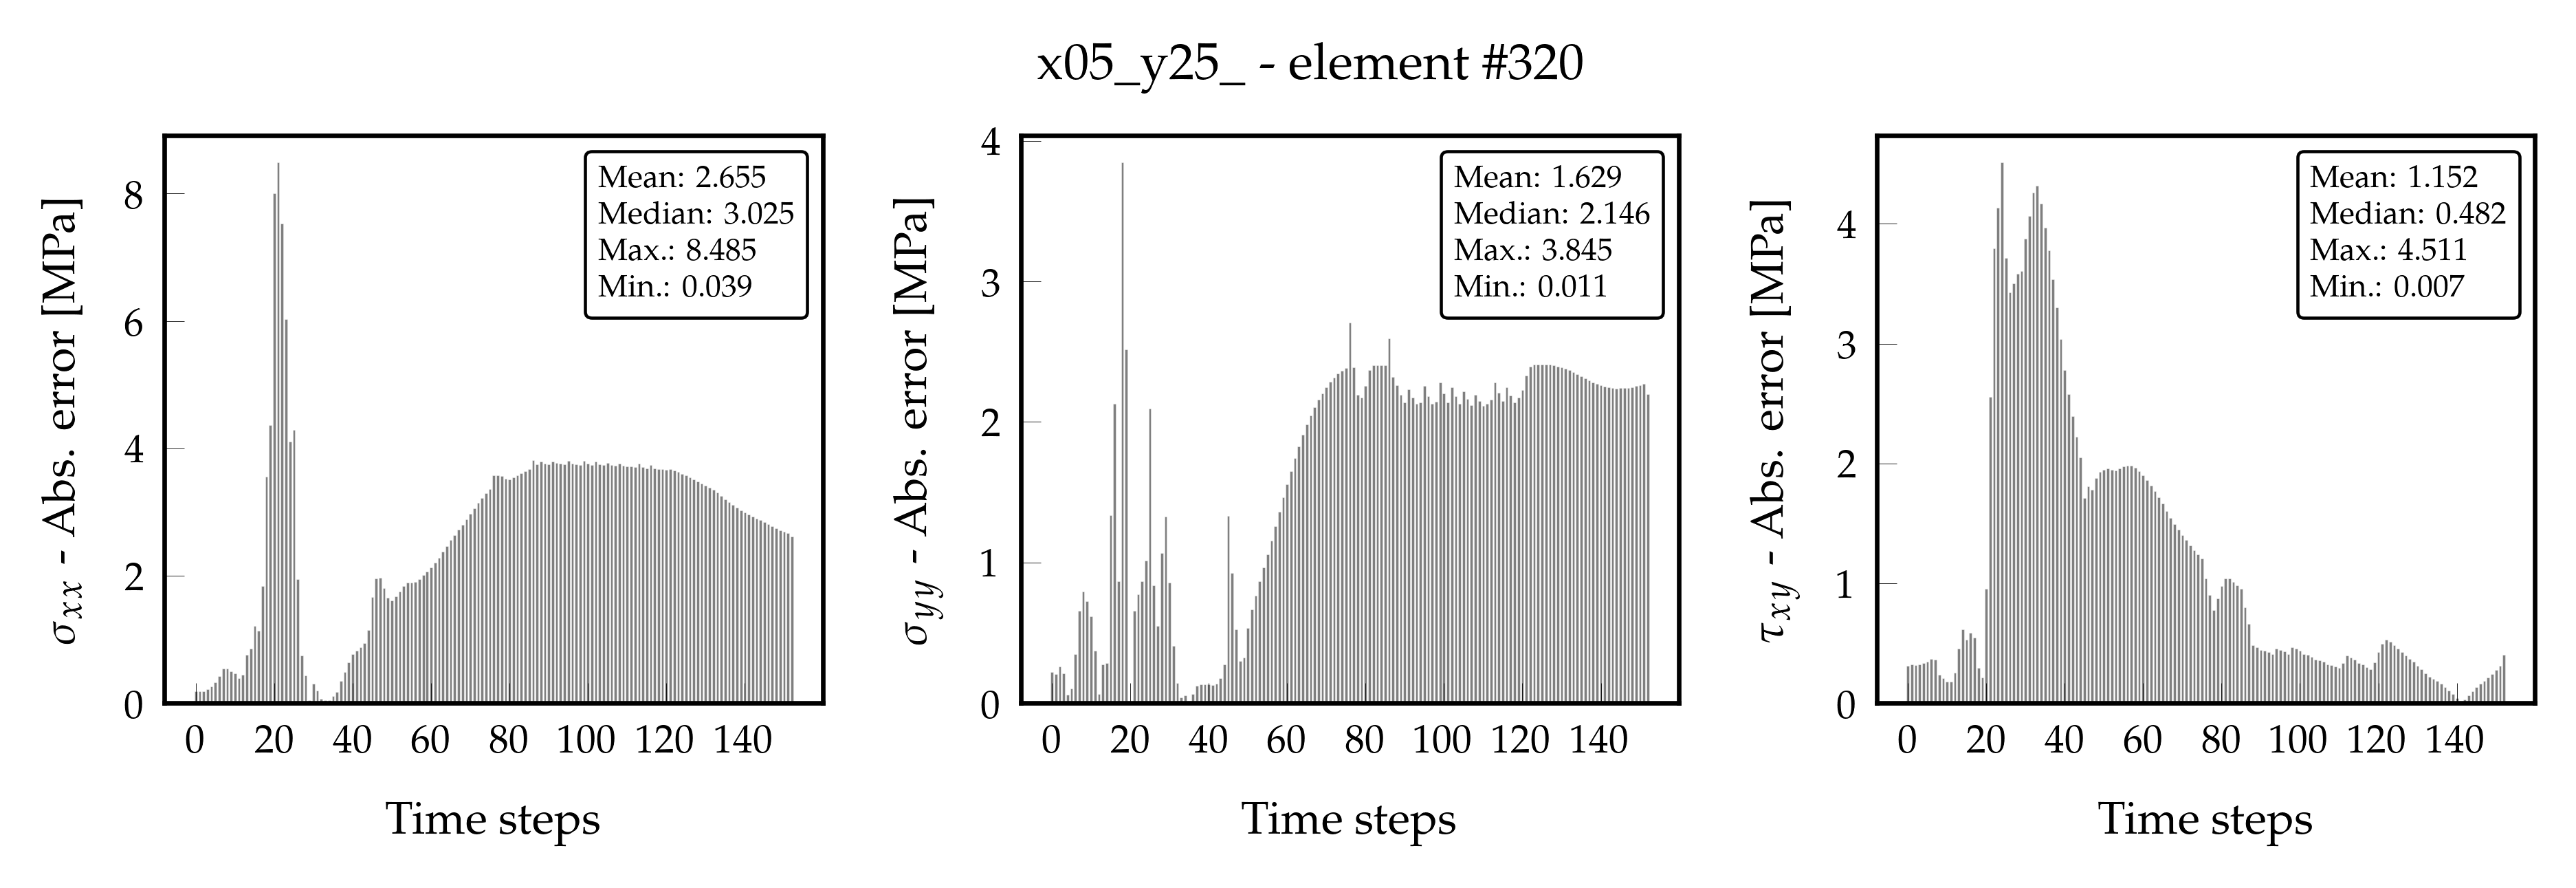 x05_y25_ - element #320
σxx - Abs. error [MPa]
8
6
4
2
0
0 20 40 60 80 100 120 140
Time steps
Mean: 2.655
Median: 3.025
Max.: 8.485
Min.: 0.039
σyy - Abs. error [MPa]
4
3
2
1
0
0 20 40 60 80 100 120 140
Time steps
Mean: 1.629
Median: 2.146
Max.: 3.845
Min.: 0.011
τxy - Abs. error [MPa]
4
3
2
1
0
0 20 40 60 80 100 120 140
Time steps
Mean: 1.152
Median: 0.482
Max.: 4.511
Min.: 0.007